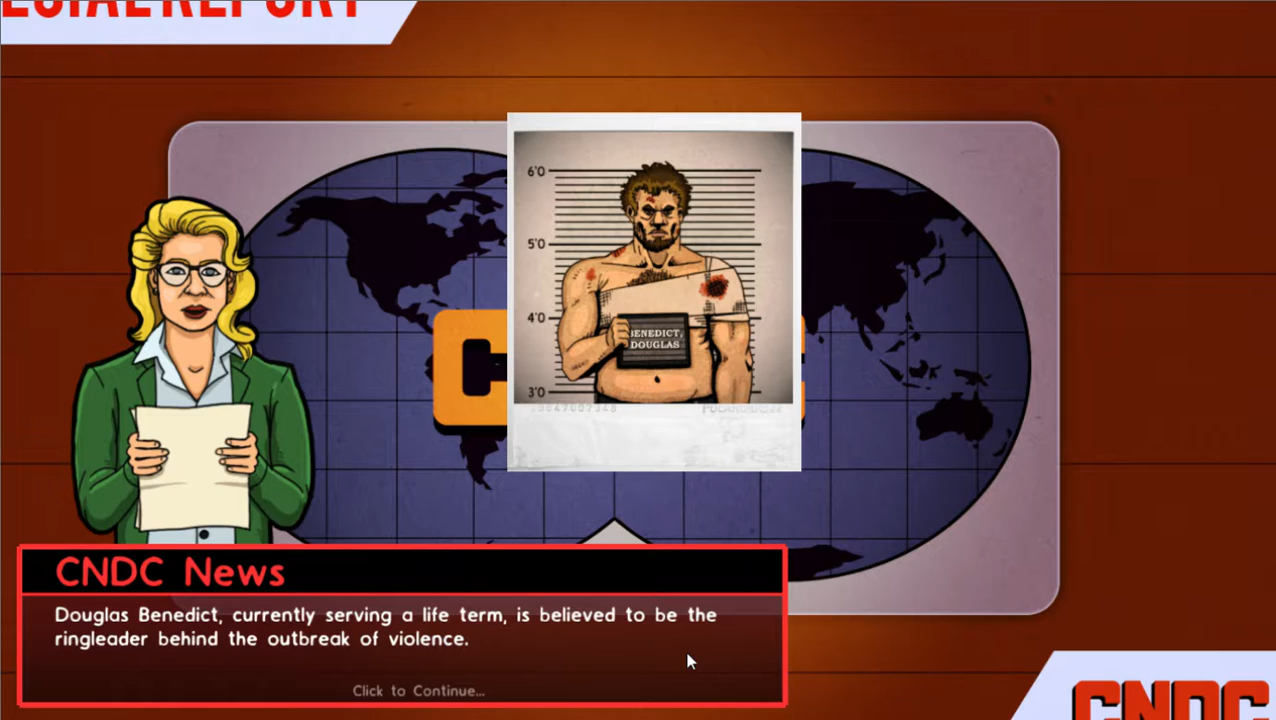 6'0
5'0
4'0
3'0
BENEDICT,
DOUGLAS
CNDC News
Douglas Benedict, currently serving a life term, is believed to be the
ringleader behind the outbreak of violence.
Click to Continue...
CNDC